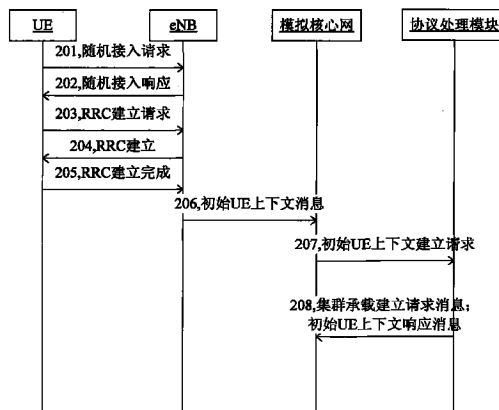 UE eNB 模拟核心网 协议处理模块
201,随机接入请求
202,随机接入响应
203,RRC建立请求
204,RRC建立
205,RRC建立完成
206,初始UE上下文消息
207,初始UE上下文建立请求
208,集群承载建立请求消息;
初始UE上下文响应消息